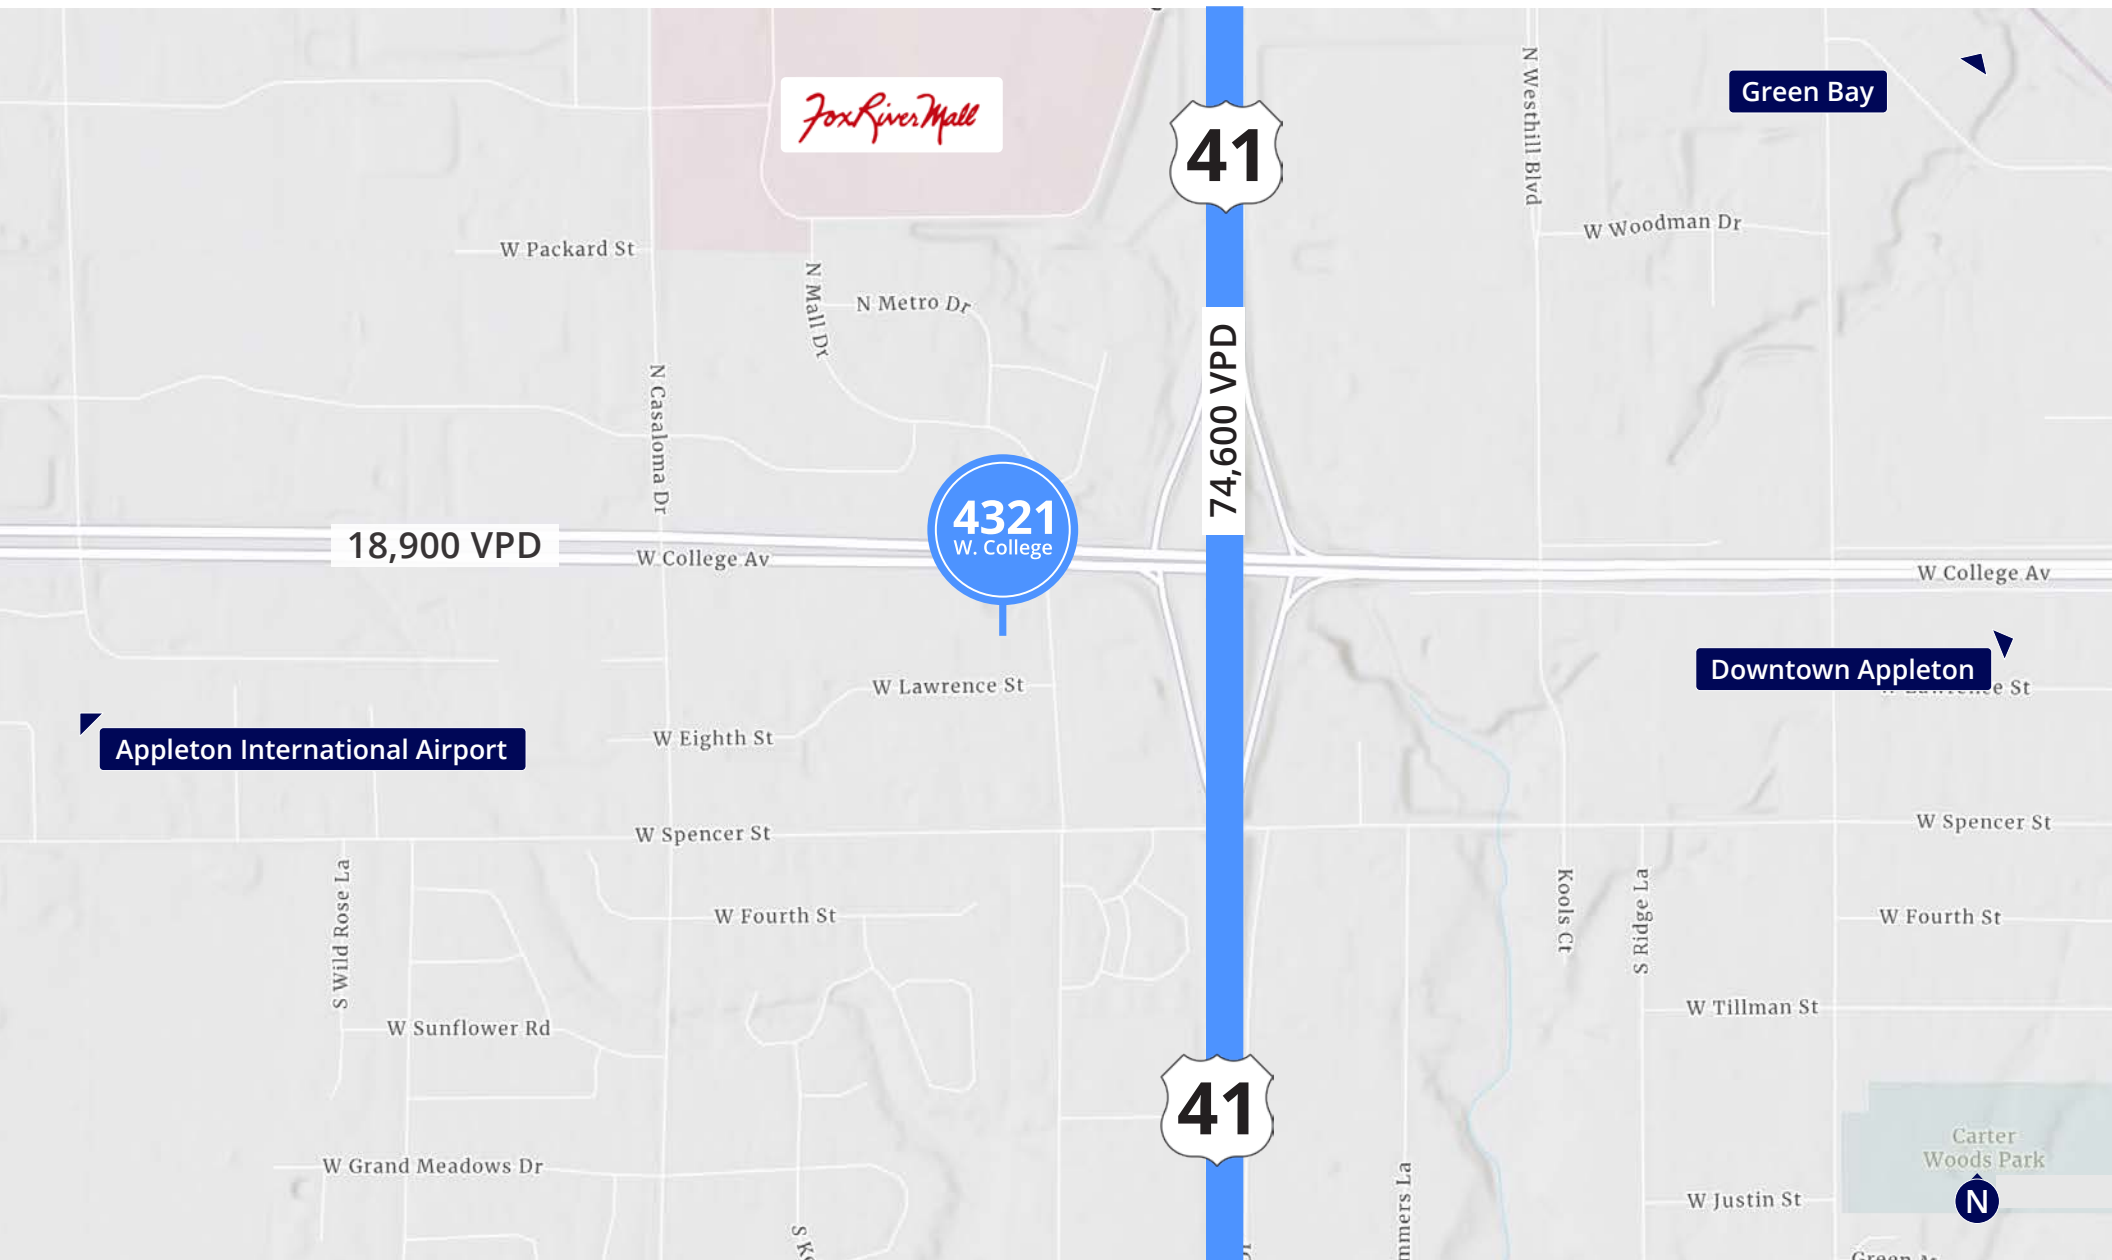 Fox River Mall
41
N Westhill Blvd
Green Bay
W Woodman Dr
W Packard St
N Mall Dr
N Metro Dr
74,600 VPD
N Casaloma Dr
4321
W. College
18,900 VPD
W College Av
W College Av
Downtown Appleton
St
W Lawrence St
W Eighth St
Appleton International Airport
W Spencer St
W Spencer St
S Wild Rose La
W Fourth St
Kools Ct
S Ridge La
W Fourth St
W Sunflower Rd
W Tillman St
41
Carter
Woods Park
W Grand Meadows Dr
W Justin St
N